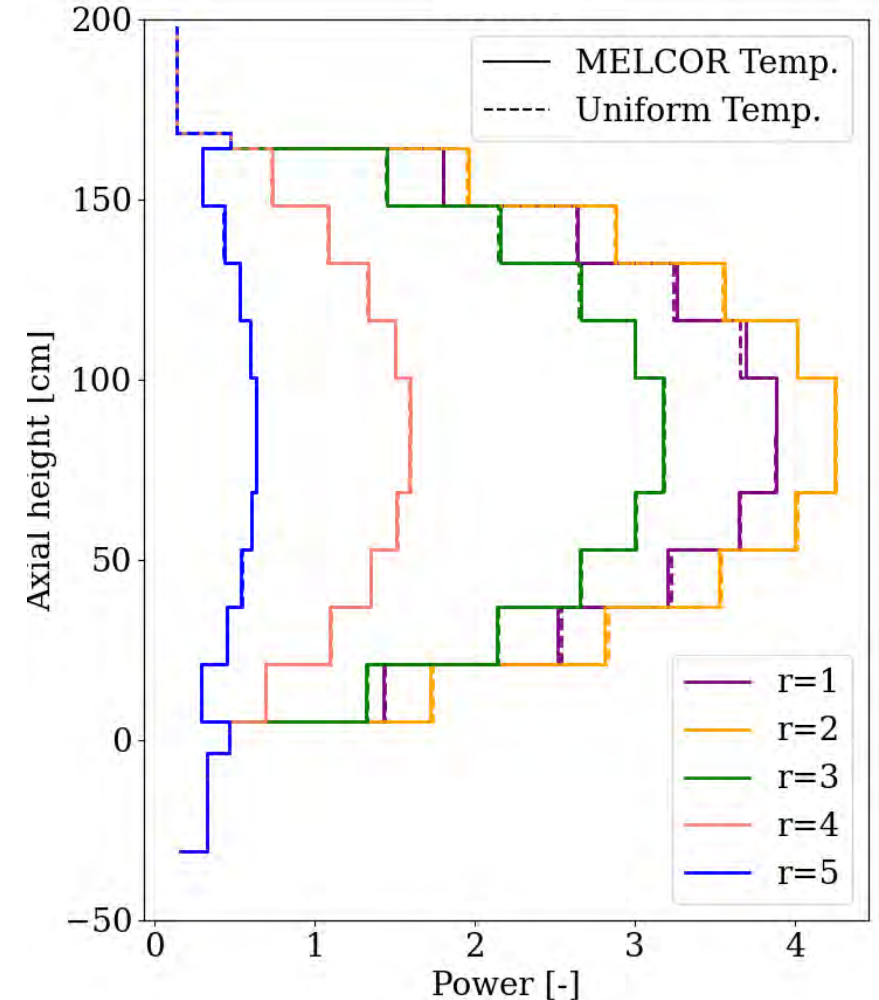 200
150
100
50
0
−50
Axial height [cm]
MELCOR Temp.
Uniform Temp.
r=1
r=2
r=3
r=4
r=5
0 1 2 3 4
Power [-]